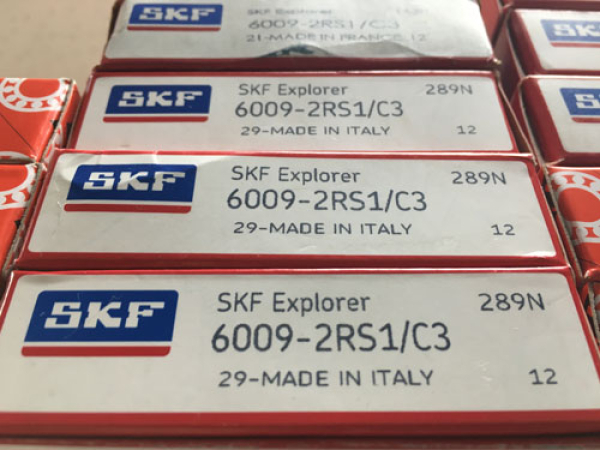 SKF
SKF Explorer
6009-2RS1/C3
21-MADE IN FRANCE 12
SKF
SKF Explorer 289N
6009-2RS1/C3
29-MADE IN ITALY 12
SKF
SKF Explorer 289N
6009-2RS1/C3
29-MADE IN ITALY 12
SKF
SKF Explorer 289N
6009-2RS1/C3
29-MADE IN ITALY 12